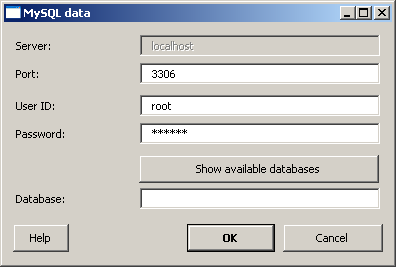 MySQL data
Server: localhost
Port: 3306
User ID: root
Password: ******
Show available databases
Database:
Help OK Cancel